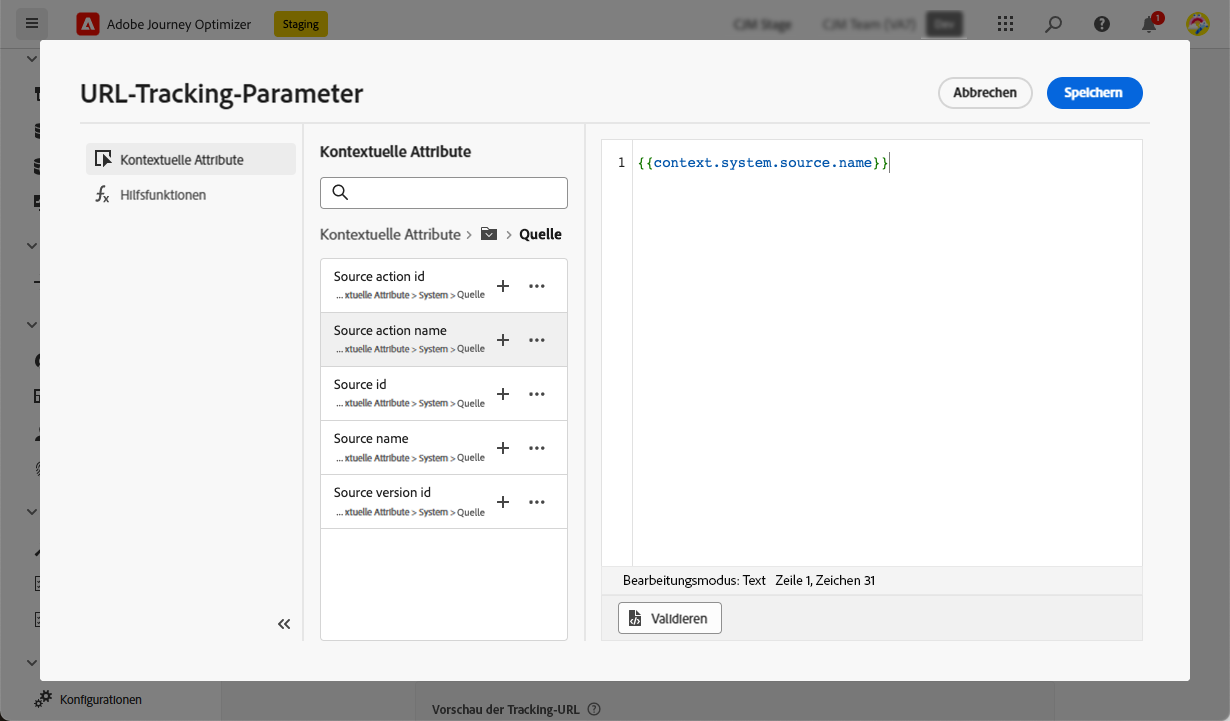 Adobe Journey Optimizer
Staging
CJM Stage
CJM Team (VA7)
Dev
1
URL-Tracking-Parameter
Abbrechen
Speichern
Kontextuelle Attribute
Hilfsfunktionen
Kontextuelle Attribute
Kontextuelle Attribute > > Quelle
Source action id
... xtuelle Attribute > System > Quelle
Source action name
... xtuelle Attribute > System > Quelle
Source id
... xtuelle Attribute > System > Quelle
Source name
... xtuelle Attribute > System > Quelle
Source version id
... xtuelle Attribute > System > Quelle
1 {{context.system.source.name}}
Bearbeitungsmodus: Text Zeile 1, Zeichen 31
Validieren
Konfigurationen
Vorschau der Tracking-URL